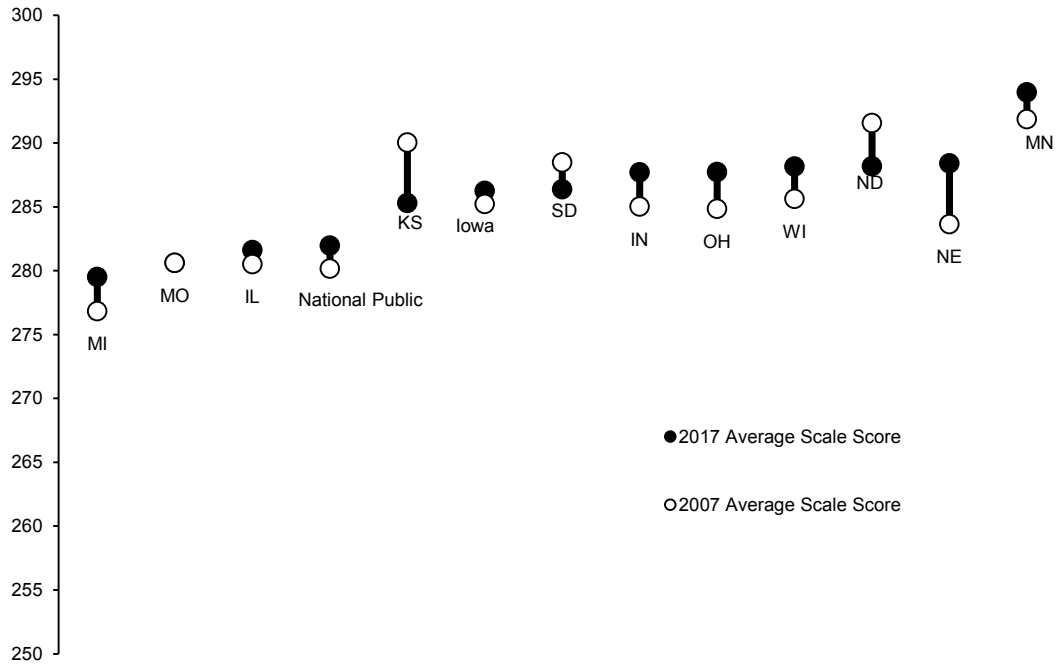 300
295
290
285
280
275
270
265
260
255
250
MI
MO
IL
National Public
KS
Iowa
SD
IN
OH
WI
ND
NE
MN
2017 Average Scale Score
2007 Average Scale Score